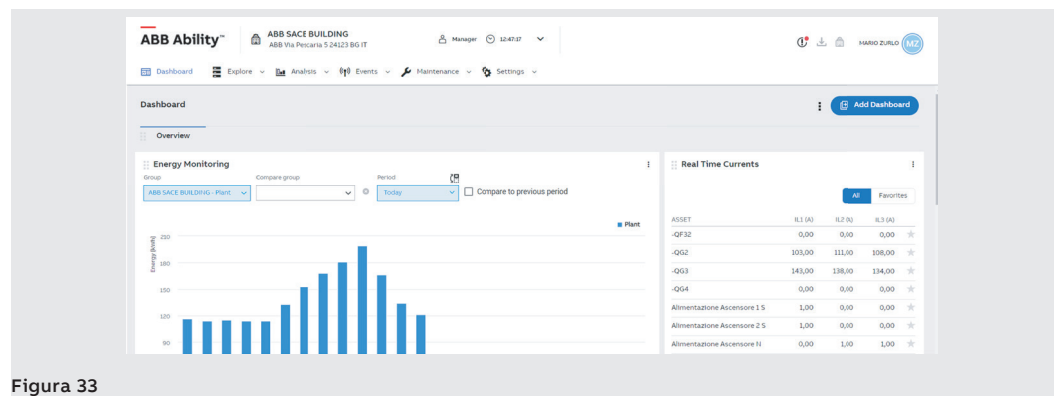 ABB Ability™
ABB SACE BUILDING
ABB Via Pescaria 5 24123 BG IT
Manager 12:47:37
MARIO ZURLO MZ
Dashboard Explore Analisis Events Maintenance Settings
Dashboard
Add Dashboard
Overview
Energy Monitoring
Group Compare group Period
ABB SACE BUILDING - Plant Today Compare to previous period
Plant
Energy [kWh]
210
180
150
120
90
Real Time Currents
All Favorites
ASSET IL1 (A) IL2 (A) IL3 (A)
-QF32 0,00 0,00 0,00
-QG2 103,00 111,00 108,00
-QG3 143,00 138,00 134,00
-QG4 0,00 0,00 0,00
Alimentazione Ascensore 1 S 1,00 0,00 0,00
Alimentazione Ascensore 2 S 1,00 0,00 0,00
Alimentazione Ascensore N 0,00 1,00 1,00
Figura 33